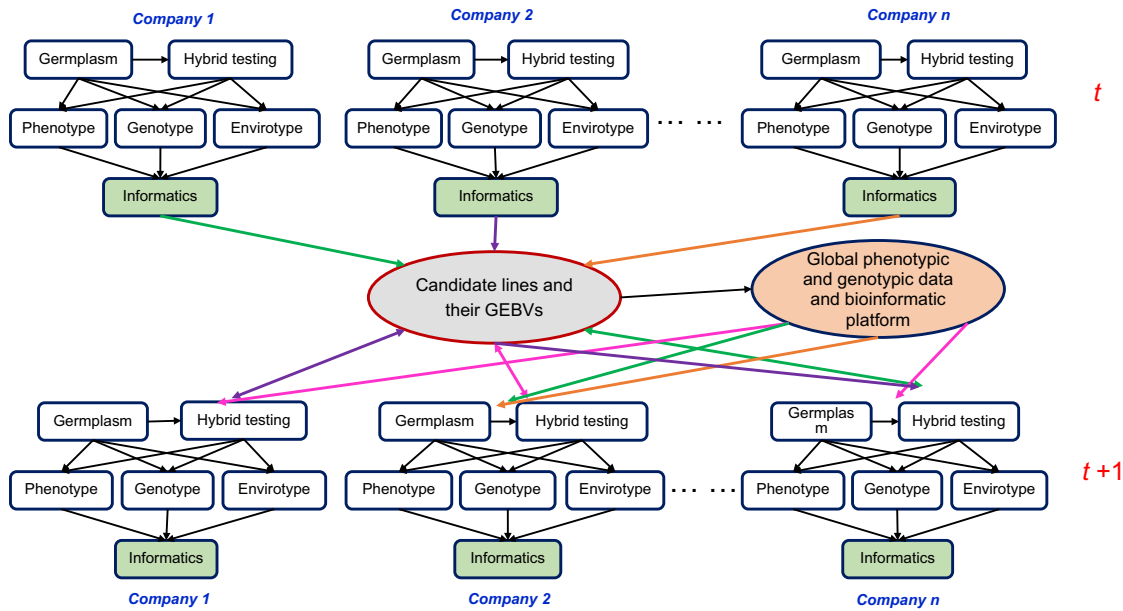 Company 1
Company 2
Company n
Germplasm
Hybrid testing
Germplasm
Hybrid testing
Germplasm
Hybrid testing
t
Phenotype
Genotype
Envirotype
Phenotype
Genotype
Envirotype
... ...
Phenotype
Genotype
Envirotype
Informatics
Informatics
Informatics
Candidate lines and
their GEBVs
Global phenotypic
and genotypic data
and bioinformatic
platform
Germplasm
Hybrid testing
Germplasm
Hybrid testing
Germplas
m
Hybrid testing
t +1
Phenotype
Genotype
Envirotype
Phenotype
Genotype
Envirotype
... ...
Phenotype
Genotype
Envirotype
Informatics
Informatics
Informatics
Company 1
Company 2
Company n